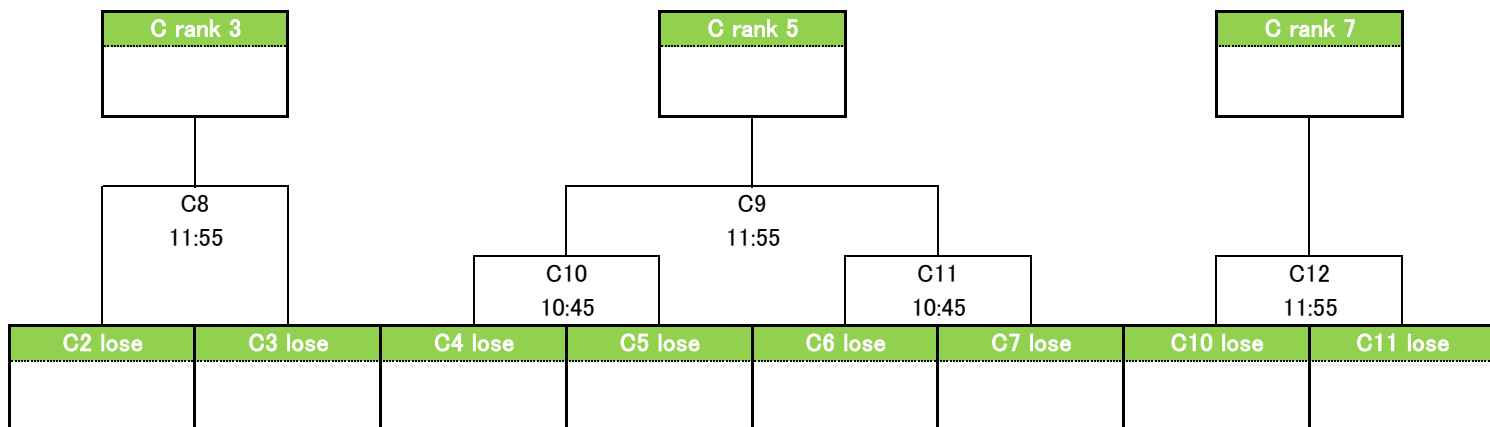 C rank 3
C rank 5
C rank 7
C8
11:55
C9
11:55
C10
10:45
C11
10:45
C12
11:55
C2 lose
C3 lose
C4 lose
C5 lose
C6 lose
C7 lose
C10 lose
C11 lose